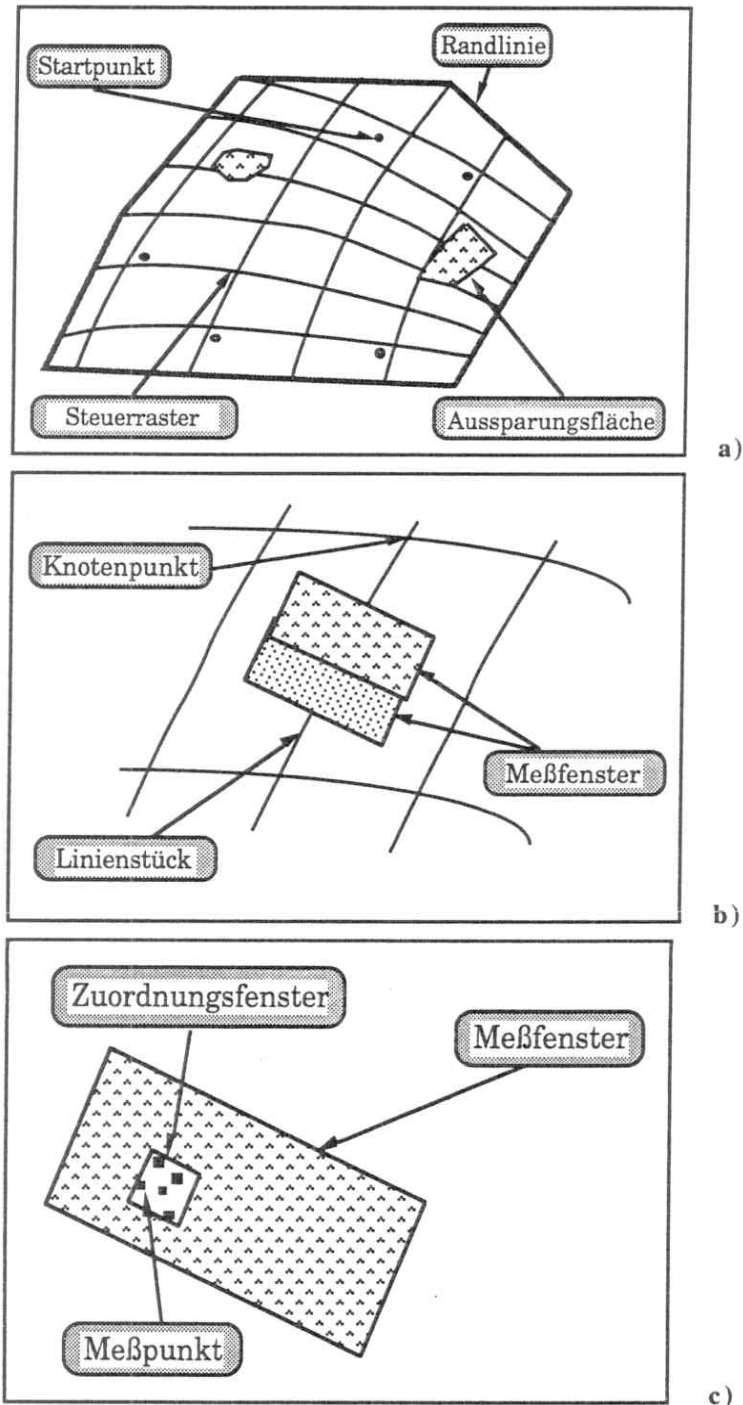 Startpunkt
Randlinie
Steuerraster
Aussparungsfläche
a)
Knotenpunkt
Meßfenster
Linienstück
b)
Zuordnungsfenster
Meßfenster
Meßpunkt
c)